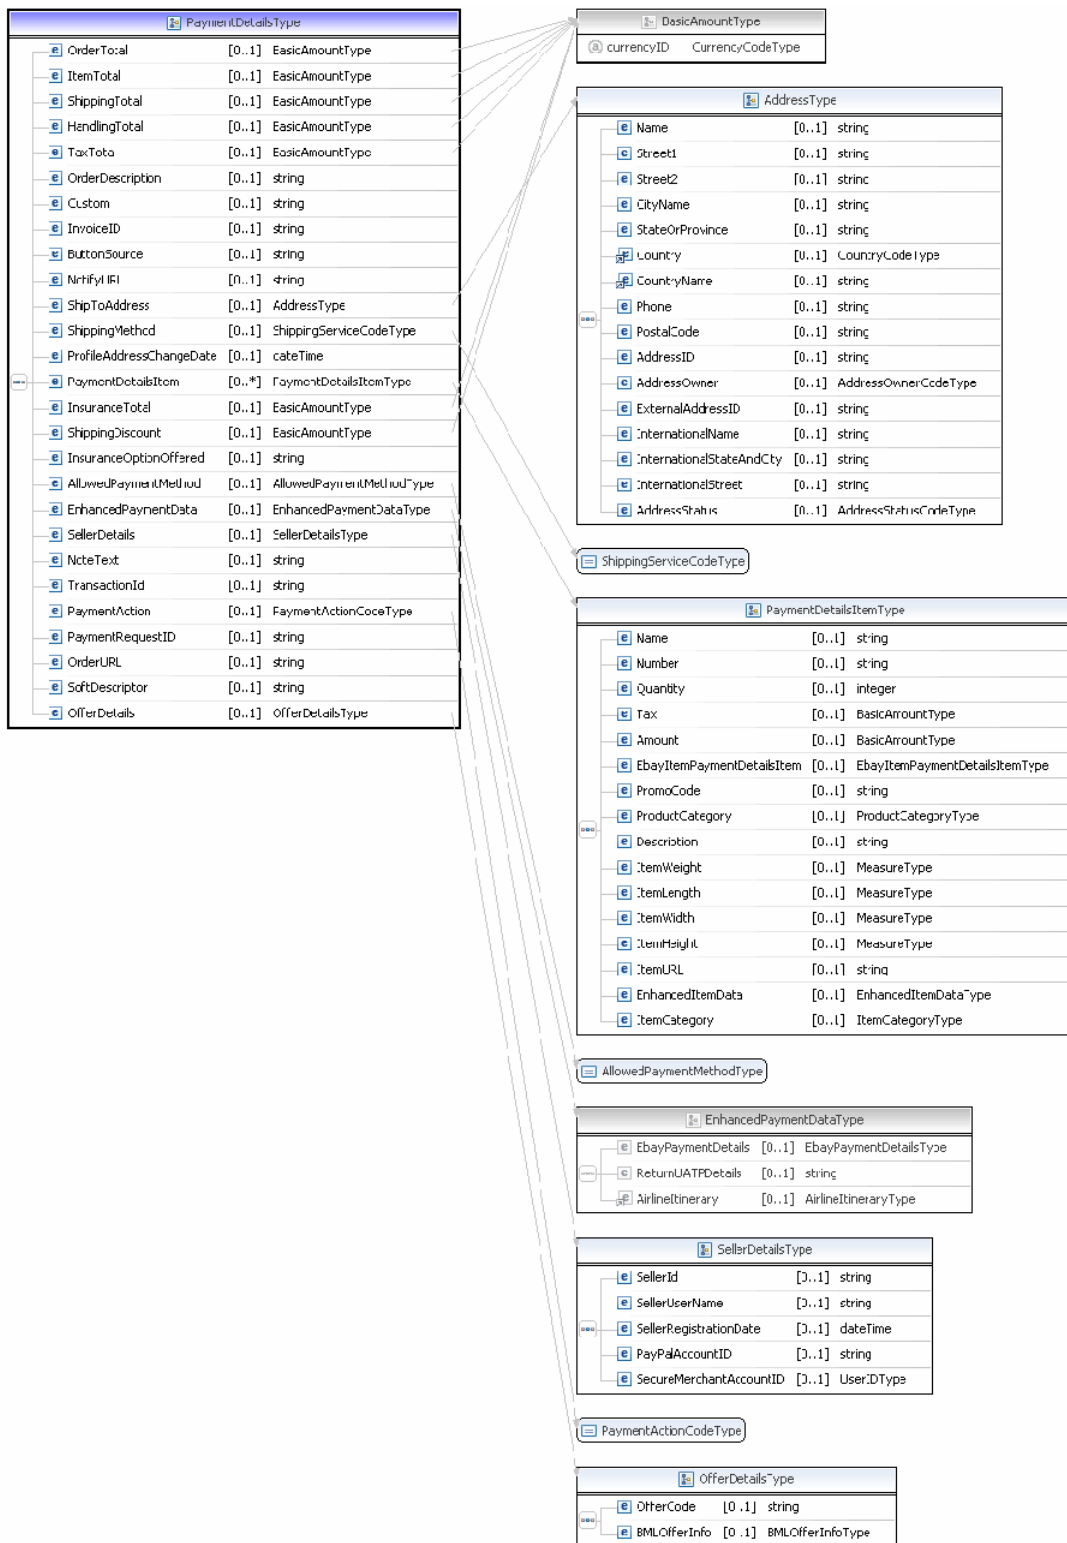 PaymentDetailsType
OrderTotal [0..1] BasicAmountType
ItemTotal [0..1] BasicAmountType
ShippingTotal [0..1] BasicAmountType
HandlingTotal [0..1] BasicAmountType
TaxTotal [0..1] BasicAmountType
OrderDescription [0..1] string
Custom [0..1] string
InvoiceID [0..1] string
ButtonSource [0..1] string
NotifyURL [0..1] string
ShipToAddress [0..1] AddressType
ShippingMethod [0..1] ShippingServiceCodeType
ProfileAddressChangeDate [0..1] dateTime
PaymentDetailsItem [0..*] PaymentDetailsItemType
InsuranceTotal [0..1] BasicAmountType
ShippingDiscount [0..1] BasicAmountType
InsuranceOptionOffered [0..1] string
AllowedPaymentMethod [0..1] AllowedPaymentMethodType
EnhancedPaymentData [0..1] EnhancedPaymentDataType
SellerDetails [0..1] SellerDetailsType
NoteText [0..1] string
TransactionId [0..1] string
PaymentAction [0..1] PaymentActionCodeType
PaymentRequestID [0..1] string
OrderURL [0..1] string
SoftDescriptor [0..1] string
OfferDetails [0..1] OfferDetailsType
BasicAmountType
currencyID CurrencyCodeType
AddressType
Name [0..1] string
Street1 [0..1] string
Street2 [0..1] string
CityName [0..1] string
StateOrProvince [0..1] string
Country [0..1] CountryCodeType
CountryName [0..1] string
Phone [0..1] string
PostalCode [0..1] string
AddressID [0..1] string
AddressOwner [0..1] AddressOwnerCodeType
ExternalAddressID [0..1] string
InternationalName [0..1] string
InternationalStateAndCity [0..1] string
InternationalStreet [0..1] string
AddressStatus [0..1] AddressStatusCodeType
ShippingServiceCodeType
PaymentDetailsItemType
Name [0..1] string
Number [0..1] string
Quantity [0..1] integer
Tax [0..1] BasicAmountType
Amount [0..1] BasicAmountType
EbayItemPaymentDetailsItem [0..1] EbayItemPaymentDetailsItemType
PromoCode [0..1] string
ProductCategory [0..1] ProductCategoryType
Description [0..1] string
ItemWeight [0..1] MeasureType
ItemLength [0..1] MeasureType
ItemWidth [0..1] MeasureType
ItemHeight [0..1] MeasureType
ItemURL [0..1] string
EnhancedItemData [0..1] EnhancedItemDataType
ItemCategory [0..1] ItemCategoryType
AllowedPaymentMethodType
EnhancedPaymentDataType
EbayPaymentDetails [0..1] EbayPaymentDetailsType
ReturnUATPDetails [0..1] string
AirlineItinerary [0..1] AirlineItineraryType
SellerDetailsType
SellerId [0..1] string
SellerUserName [0..1] string
SellerRegistrationDate [0..1] dateTime
PayPalAccountID [0..1] string
SecureMerchantAccountID [0..1] UserIDType
PaymentActionCodeType
OfferDetailsType
OfferCode [0..1] string
BMLOfferInfo [0..1] BMLOfferInfoType